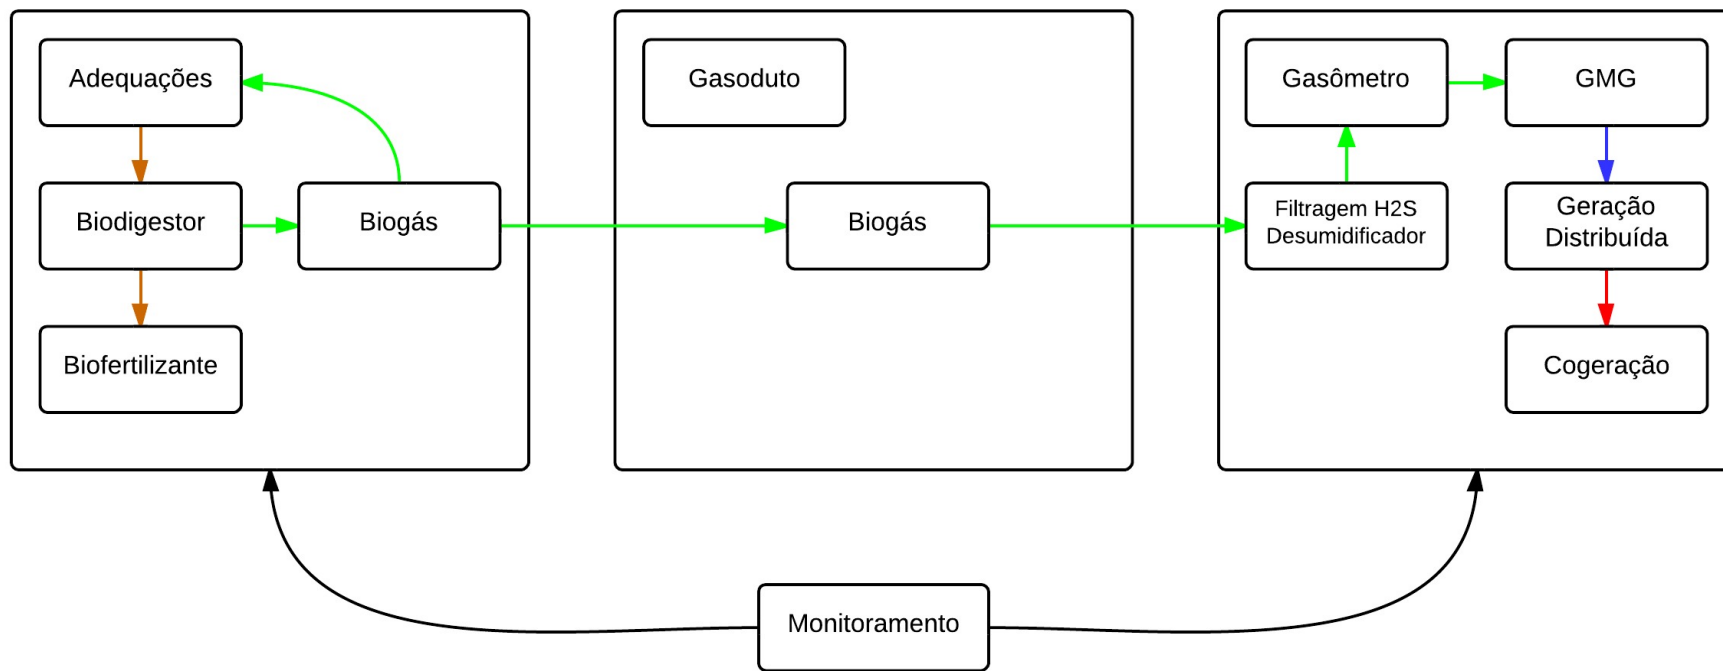 Adequações
Biodigestor
Biogás
Biofertilizante
Gasoduto
Biogás
Gasômetro
GMG
Filtragem H2S
Desumidificador
Geração
Distribuída
Cogeração
Monitoramento